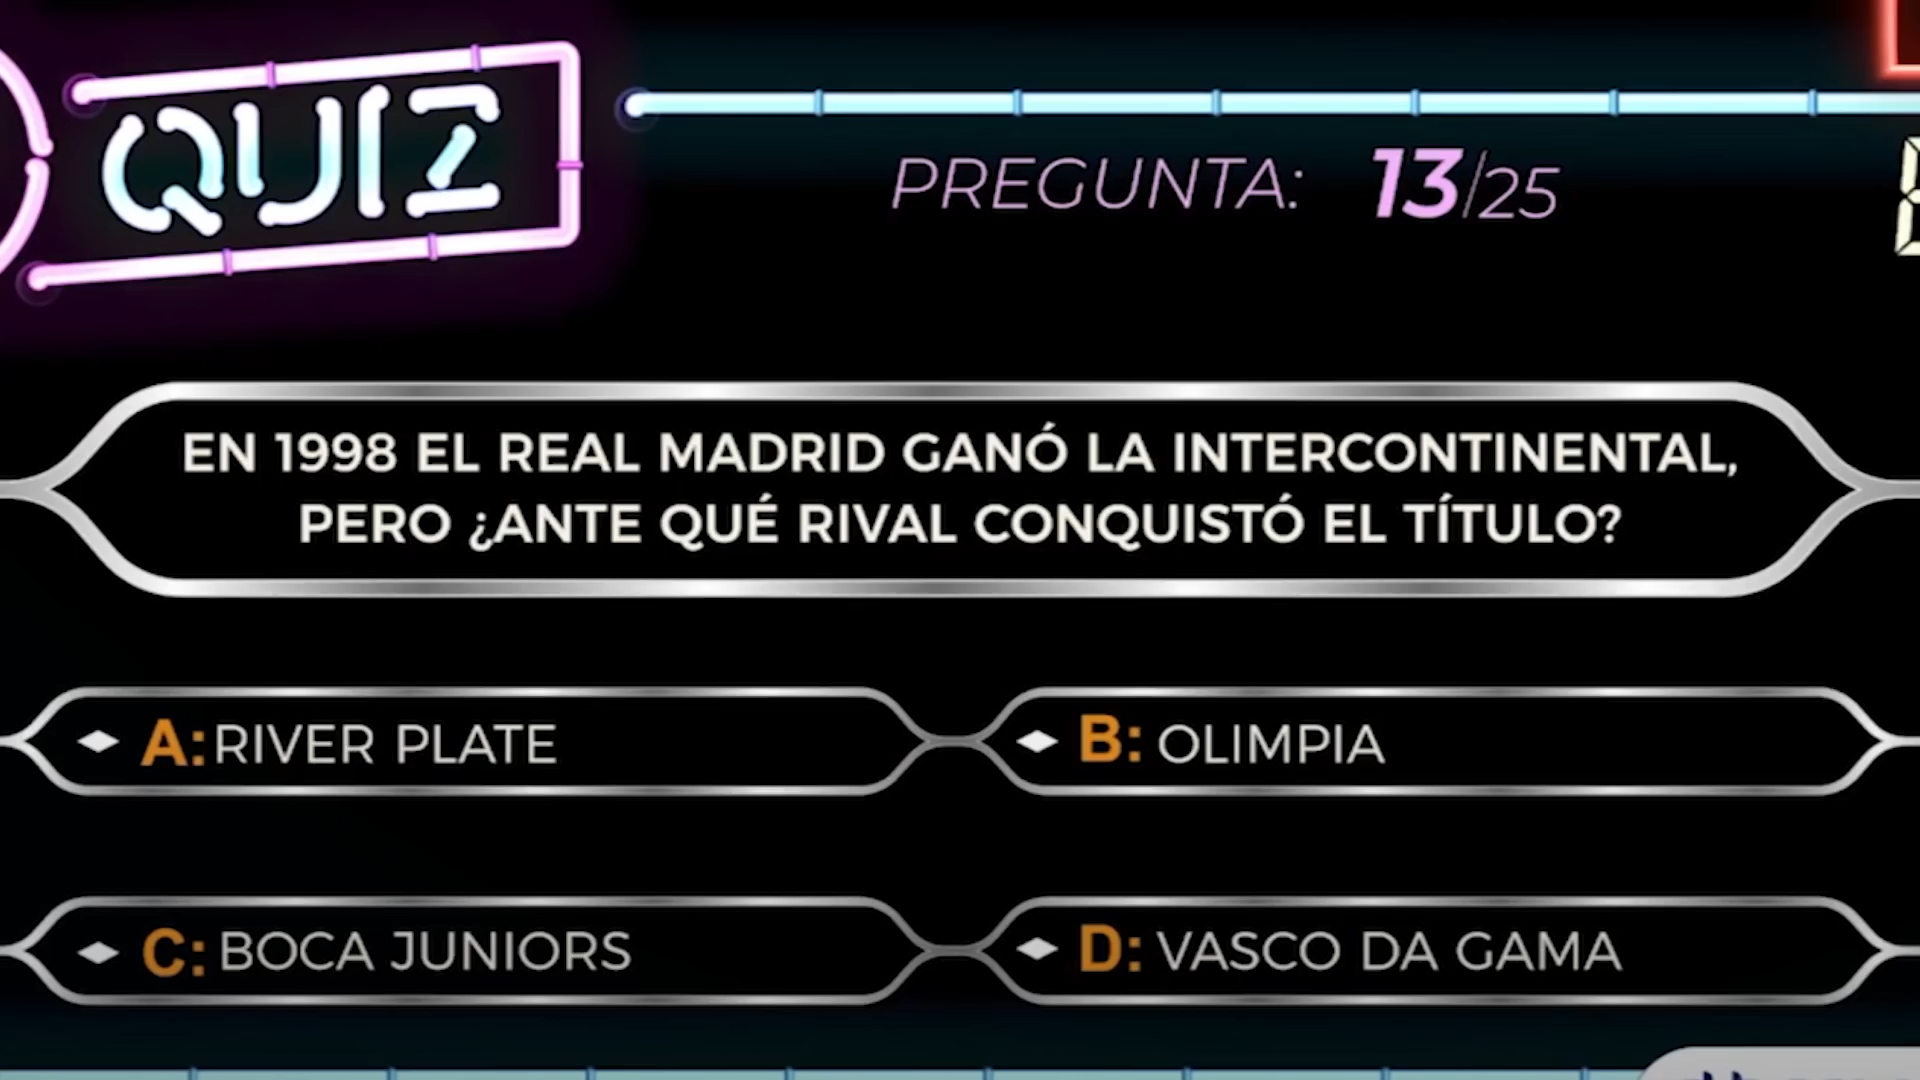 QUIZ
PREGUNTA: 13/25
EN 1998 EL REAL MADRID GANÓ LA INTERCONTINENTAL,
PERO ¿ANTE QUÉ RIVAL CONQUISTÓ EL TÍTULO?
A: RIVER PLATE
B: OLIMPIA
C: BOCA JUNIORS
D: VASCO DA GAMA